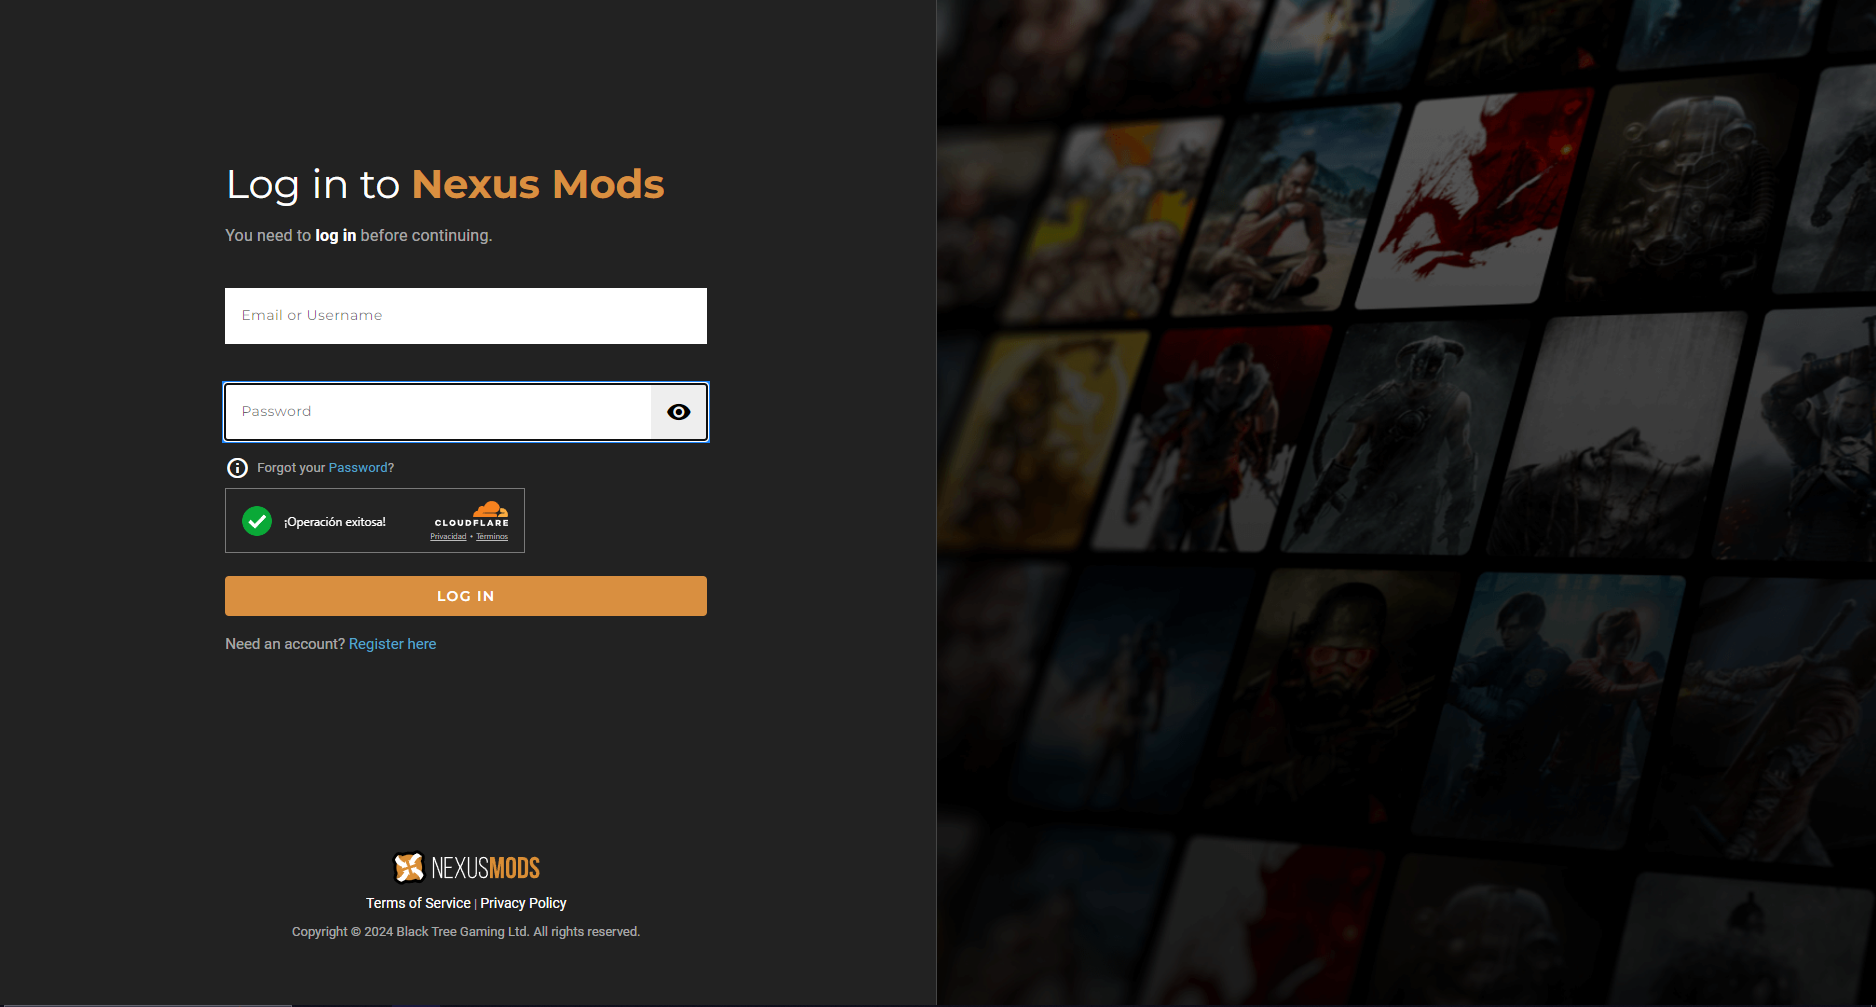 Log in to Nexus Mods
You need to log in before continuing.
Email or Username
Password
Forgot your Password?
¡Operación exitosa!
CLOUDFLARE
Privacidad • Términos
LOG IN
Need an account? Register here
NEXUSMODS
Terms of Service | Privacy Policy
Copyright © 2024 Black Tree Gaming Ltd. All rights reserved.